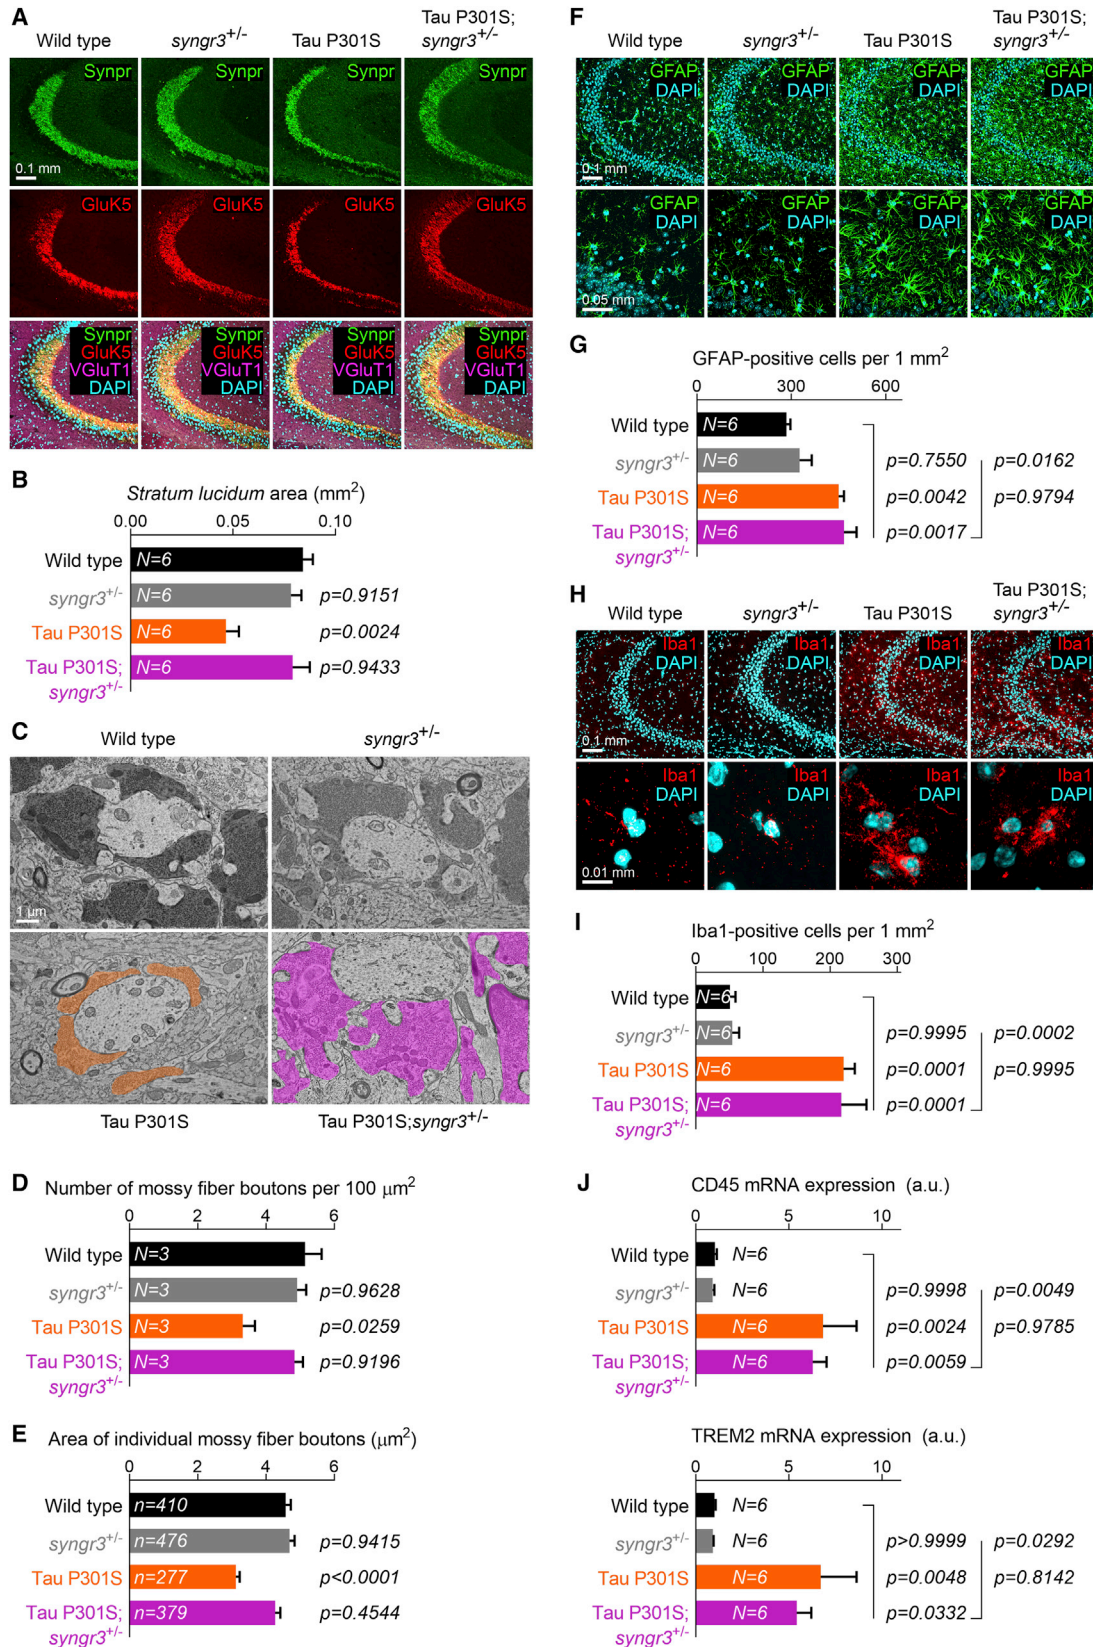 A
Wild type
syngr3+/-
Tau P301S
Tau P301S;
syngr3+/-
Synpr
Synpr
Synpr
Synpr
0.1 mm
GluK5
GluK5
GluK5
GluK5
Synpr
GluK5
VGluT1
DAPI
Synpr
GluK5
VGluT1
DAPI
Synpr
GluK5
VGluT1
DAPI
Synpr
GluK5
VGluT1
DAPI
B
Stratum lucidum area (mm2)
0.00 0.05 0.10
Wild type N=6
syngr3+/- N=6 p=0.9151
Tau P301S N=6 p=0.0024
Tau P301S; N=6 p=0.9433
syngr3+/-
C
Wild type
syngr3+/-
1 µm
Tau P301S
Tau P301S;syngr3+/-
D
Number of mossy fiber boutons per 100 µm2
0 2 4 6
Wild type N=3
syngr3+/- N=3 p=0.9628
Tau P301S N=3 p=0.0259
Tau P301S; N=3 p=0.9196
syngr3+/-
E
Area of individual mossy fiber boutons (µm2)
0 2 4 6
Wild type n=410
syngr3+/- n=476 p=0.9415
Tau P301S n=277 p<0.0001
Tau P301S; n=379 p=0.4544
syngr3+/-
F
Wild type
syngr3+/-
Tau P301S
Tau P301S;
syngr3+/-
GFAP
DAPI
GFAP
DAPI
GFAP
DAPI
GFAP
DAPI
0.1 mm
GFAP
DAPI
GFAP
DAPI
GFAP
DAPI
GFAP
DAPI
0.05 mm
G
GFAP-positive cells per 1 mm2
0 300 600
Wild type N=6
syngr3+/- N=6 p=0.7550 p=0.0162
Tau P301S N=6 p=0.0042 p=0.9794
Tau P301S; N=6 p=0.0017
syngr3+/-
H
Wild type
syngr3+/-
Tau P301S
Tau P301S;
syngr3+/-
Iba1
DAPI
Iba1
DAPI
Iba1
DAPI
Iba1
DAPI
0.1 mm
Iba1
DAPI
Iba1
DAPI
Iba1
DAPI
Iba1
DAPI
0.01 mm
I
Iba1-positive cells per 1 mm2
0 100 200 300
Wild type N=6
syngr3+/- N=6 p=0.9995 p=0.0002
Tau P301S N=6 p=0.0001 p=0.9995
Tau P301S; N=6 p=0.0001
syngr3+/-
J
CD45 mRNA expression (a.u.)
0 5 10
Wild type N=6
syngr3+/- N=6 p=0.9998 p=0.0049
Tau P301S N=6 p=0.0024 p=0.9785
Tau P301S; N=6 p=0.0059
syngr3+/-
TREM2 mRNA expression (a.u.)
0 5 10
Wild type N=6
syngr3+/- N=6 p>0.9999 p=0.0292
Tau P301S N=6 p=0.0048 p=0.8142
Tau P301S; N=6 p=0.0332
syngr3+/-